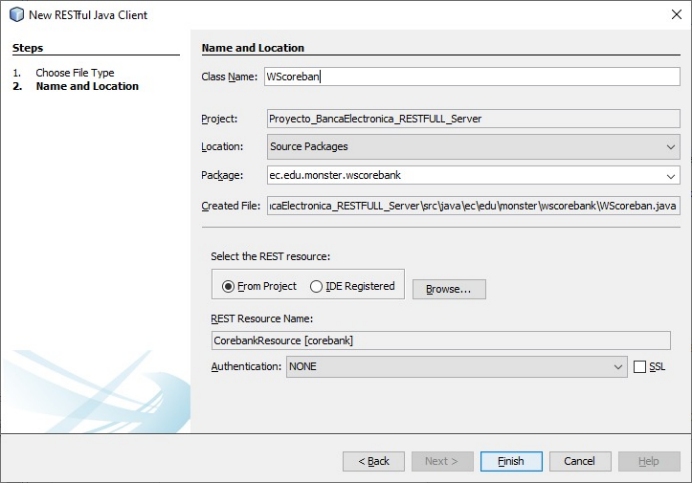 New RESTful Java Client
Steps
1. Choose File Type
2. Name and Location
Name and Location
Class Name: WScoreban
Project: Proyecto_BancaElectronica_RESTFULL_Server
Location: Source Packages
Package: ec.edu.monster.wscorebank
Created File: ıcaElectronica_RESTFULL_Server\src\java\ec\edu\monster\wscorebank\WScoreban.java
Select the REST resource:
From Project IDE Registered Browse...
REST Resource Name:
CorebankResource [corebank]
Authentication: NONE SSL
< Back Next > Finish Cancel Help